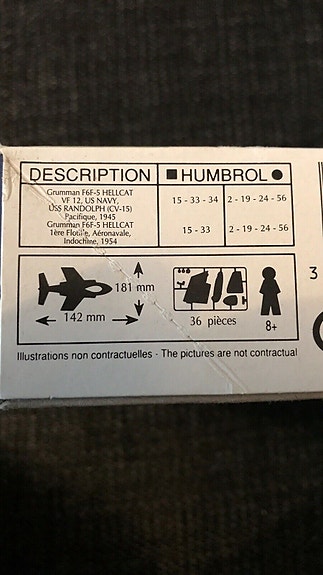 DESCRIPTION ■ HUMBROL ●
Grumman F6F-5 HELLCAT
VF 12, US NAVY,
USS RANDOLPH (CV-15)
Pacifique, 1945
15 - 33 - 34 2 - 19 - 24 - 56
Grumman F6F-5 HELLCAT
1ère Flottille, Aéronavale,
Indochine, 1954
15 - 33 2 - 19 - 24 - 56
181 mm
142 mm
36 pièces
8+
3
Illustrations non contractuelles - The pictures are not contractual